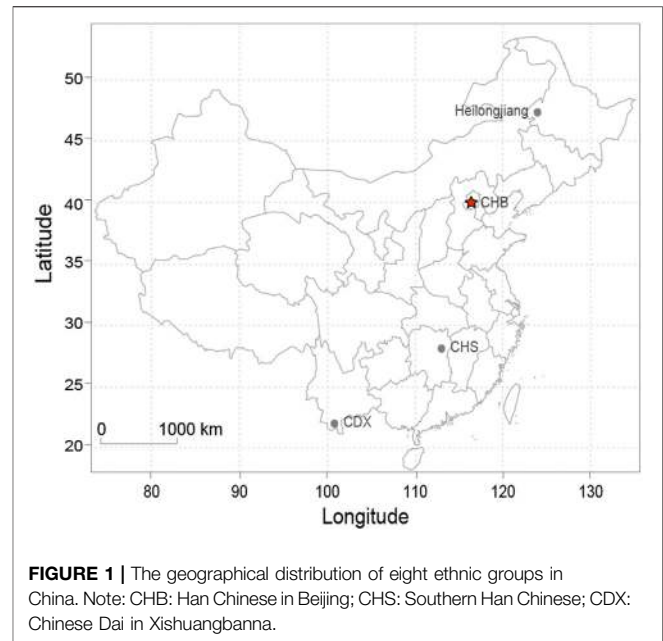 50
Heilongjiang
45
40
CHB
Latitude
35
30
CHS
25
0 1000 km
CDX
20
80 90 100 110 120 130
Longitude
FIGURE 1 | The geographical distribution of eight ethnic groups in
China. Note: CHB: Han Chinese in Beijing; CHS: Southern Han Chinese; CDX:
Chinese Dai in Xishuangbanna.